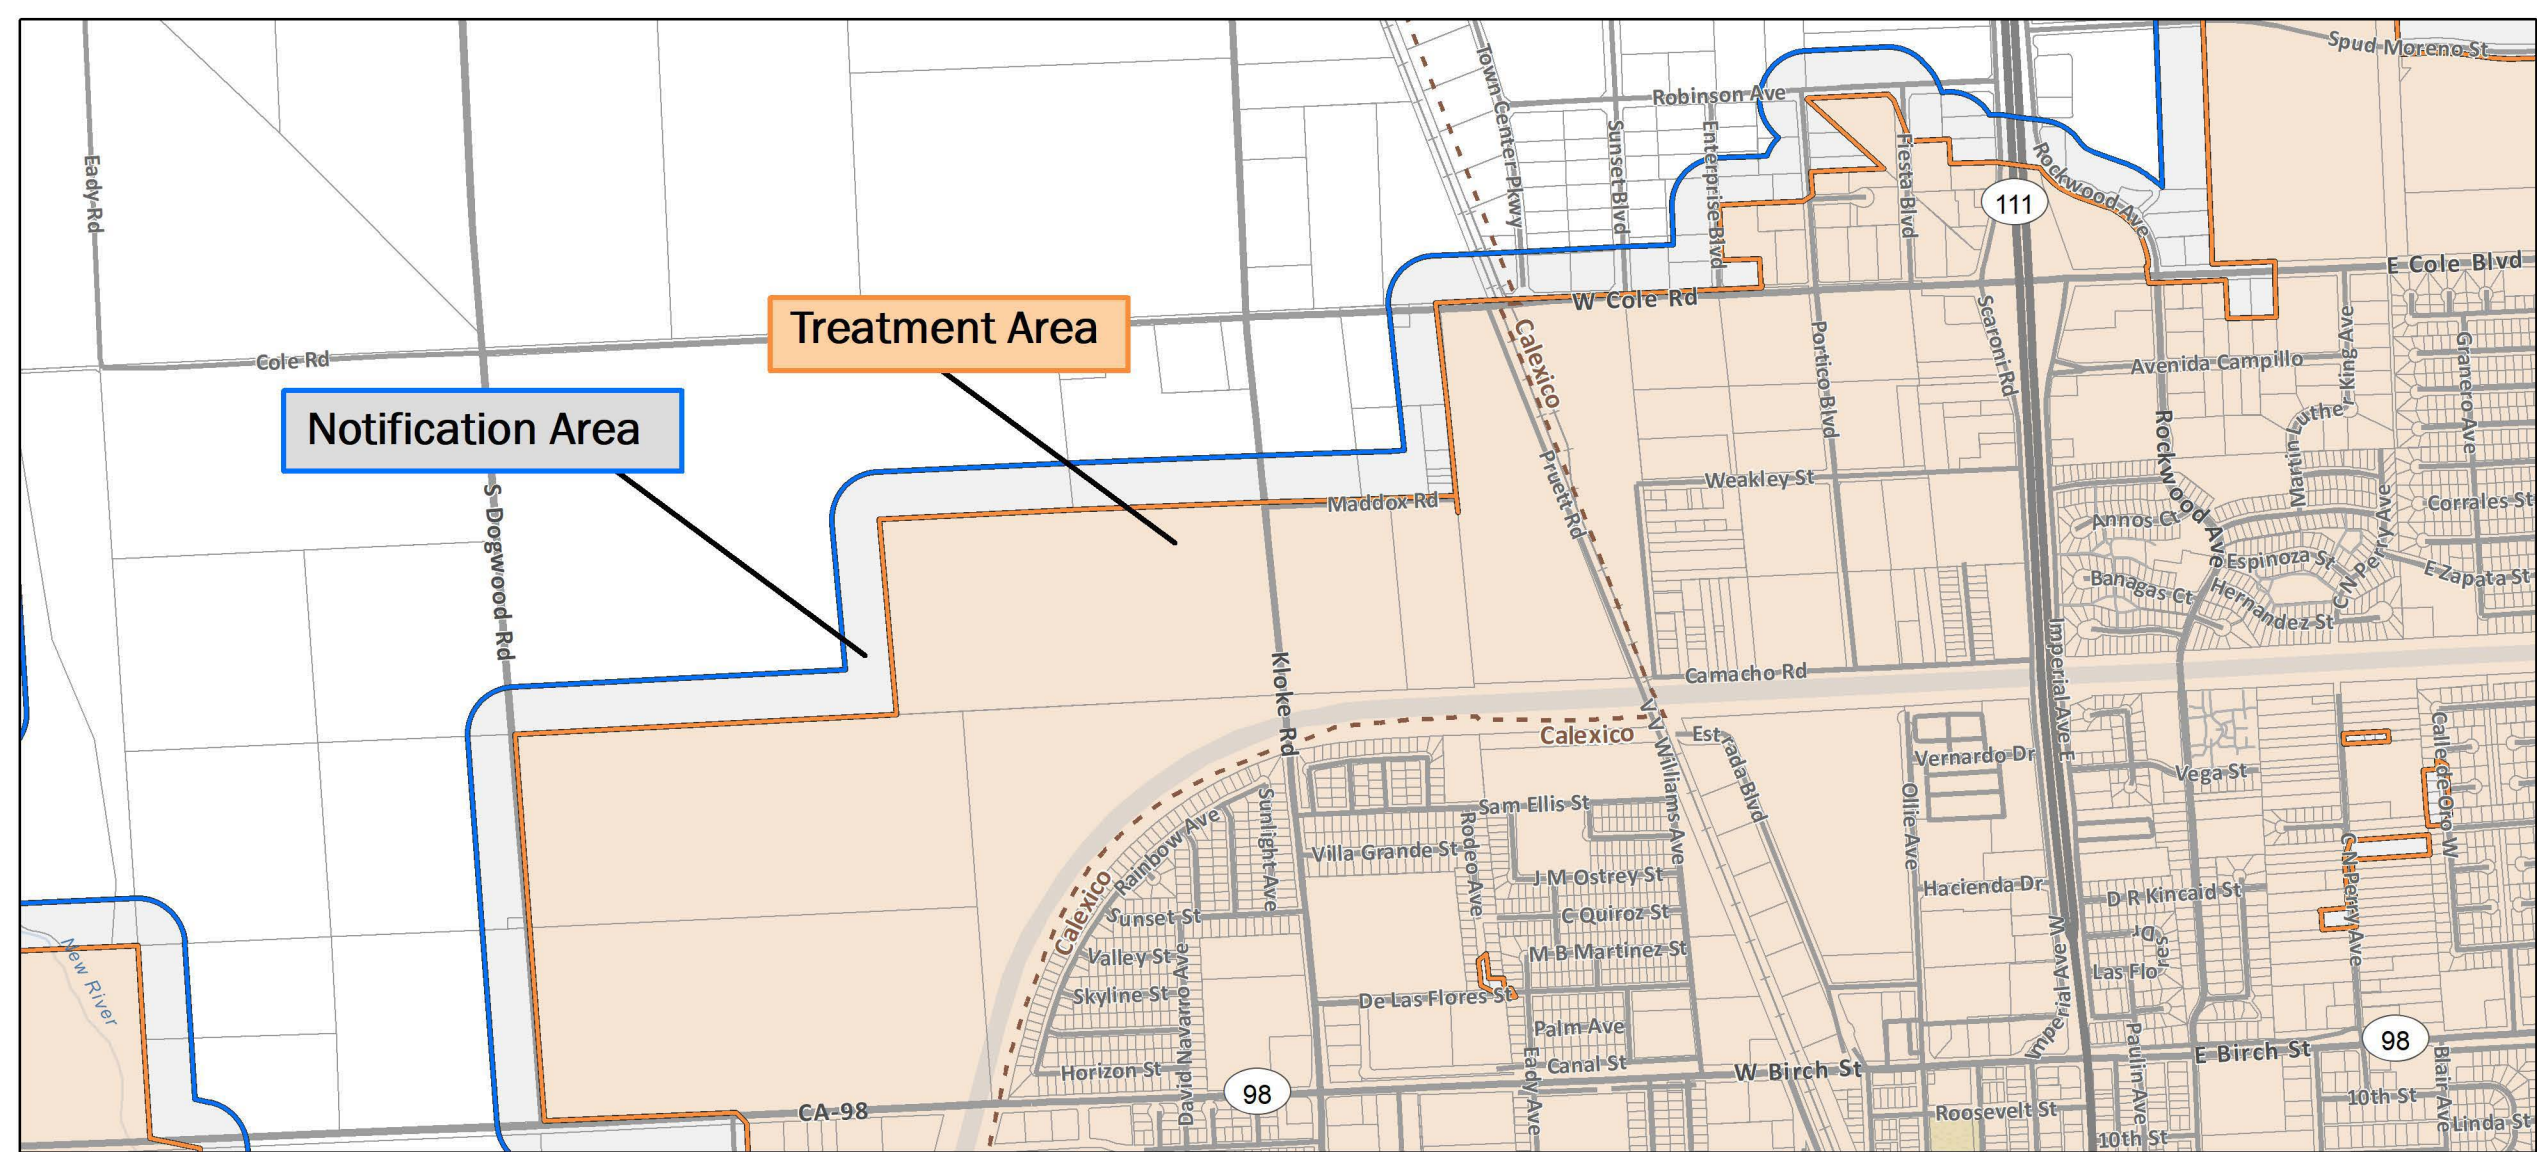 Spud Moreno St
Robinson Ave
Town Center Pkwy
Sunset Blvd
Enterprise Blvd
Fiesta Blvd
Rockwood Ave
111
Eady Rd
E Cole Blvd
W Cole Rd
Treatment Area
Cole Rd
Calexico
Portico Blvd
Scaroni Rd
Avenida Campillo
Martin Luther King Ave
Granero Ave
Notification Area
S Dogwood Rd
Maddox Rd
Pruett Rd
Weakley St
Rockwood Ave
Corrales St
Annos Ct
Espinoza St
C N Perry Ave
E Zapata St
Banagas Ct
Hernandez St
Kloke Rd
Camacho Rd
Imperial Ave E
Calexico
V V Williams Ave
Estrada Blvd
Vernardo Dr
Vega St
Calle de Oro W
Sunlight Ave
Sam Ellis St
Rainbow Ave
Villa Grande St
Rodeo Ave
Ollie Ave
J M Ostrey St
Hacienda Dr
D R Kincaid St
C N Perry Ave
Calexico
Sunset St
C Quiroz St
New River
Valley St
M B Martinez St
Imperial Ave W
Las Flores Dr
Skyline St
David Navarro Ave
De Las Flores St
Palm Ave
Horizon St
Eady Ave
Canal St
W Birch St
Paulin Ave
E Birch St
98
Blair Ave
98
CA-98
Roosevelt St
10th St
10th St
Linda St